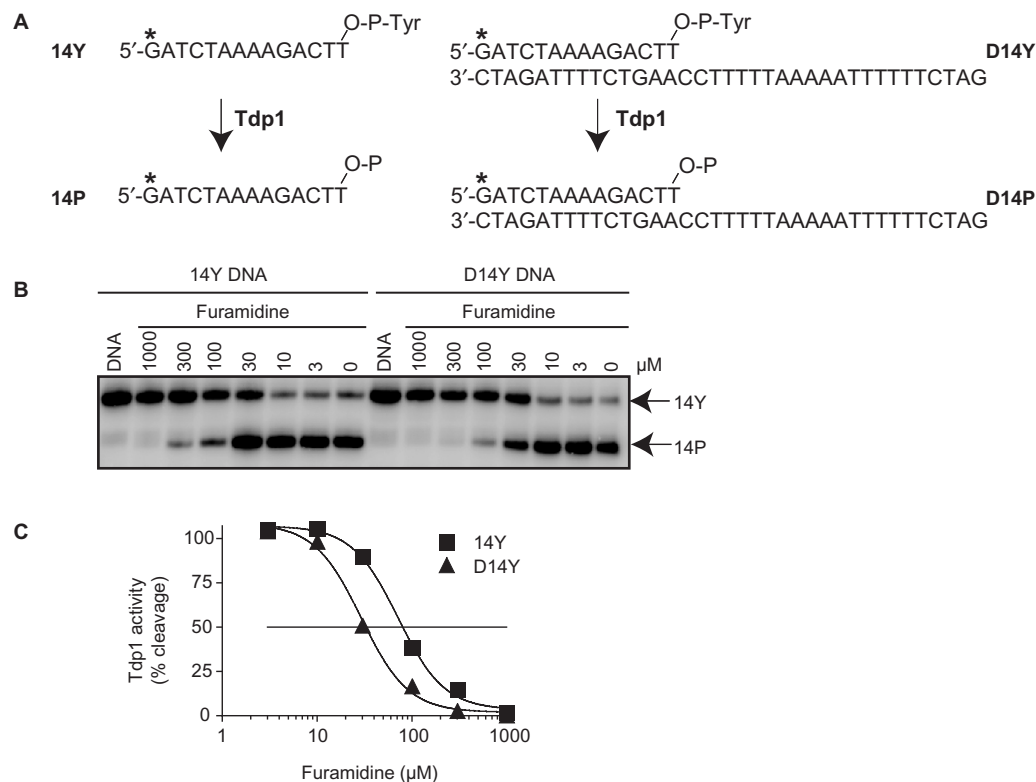 A
O-P-Tyr O-P-Tyr
14Y 5′-GATCTAAAAGACTT 5′-GATCTAAAAGACTT D14Y
* *
3′-CTAGATTTTCTGAACCTTTTTAAAAATTTTTTCTAG
Tdp1 Tdp1
O-P O-P
* *
14P 5′-GATCTAAAAGACTT 5′-GATCTAAAAGACTT D14P
3′-CTAGATTTTCTGAACCTTTTTAAAAATTTTTTCTAG
B
14Y DNA D14Y DNA
Furamidine Furamidine
DNA 1000 300 100 30 10 3 0 DNA 1000 300 100 30 10 3 0 µM
14Y
14P
C
14Y
D14Y
Tdp1 activity
(% cleavage)
100
75
50
25
0
1 10 100 1000
Furamidine (µM)